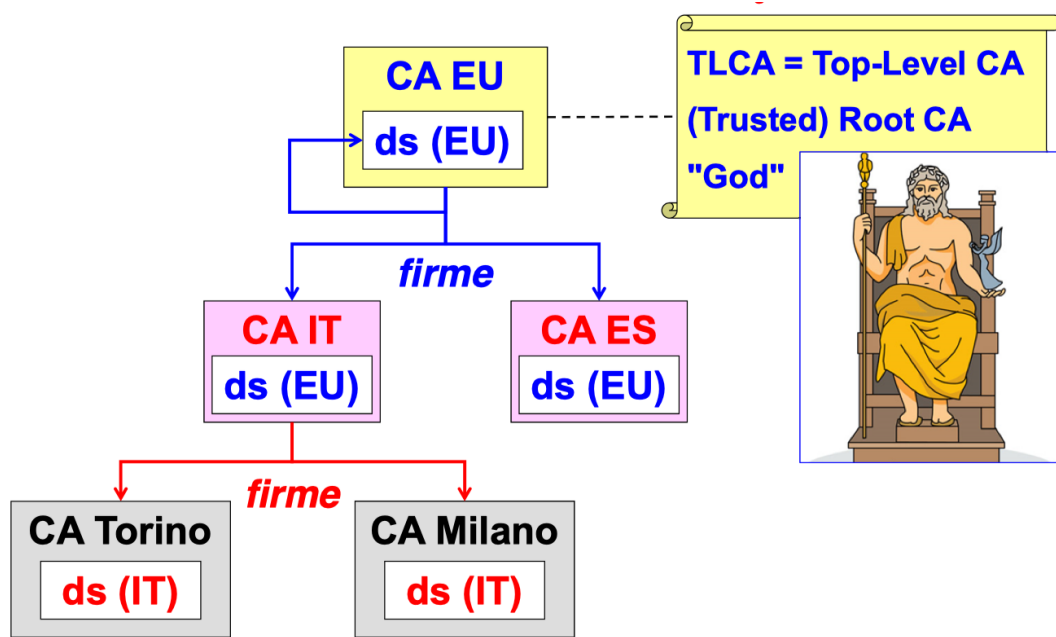 CA EU
ds (EU)
TLCA = Top-Level CA
(Trusted) Root CA
"God"
firme
CA IT
ds (EU)
CA ES
ds (EU)
firme
CA Torino
ds (IT)
CA Milano
ds (IT)